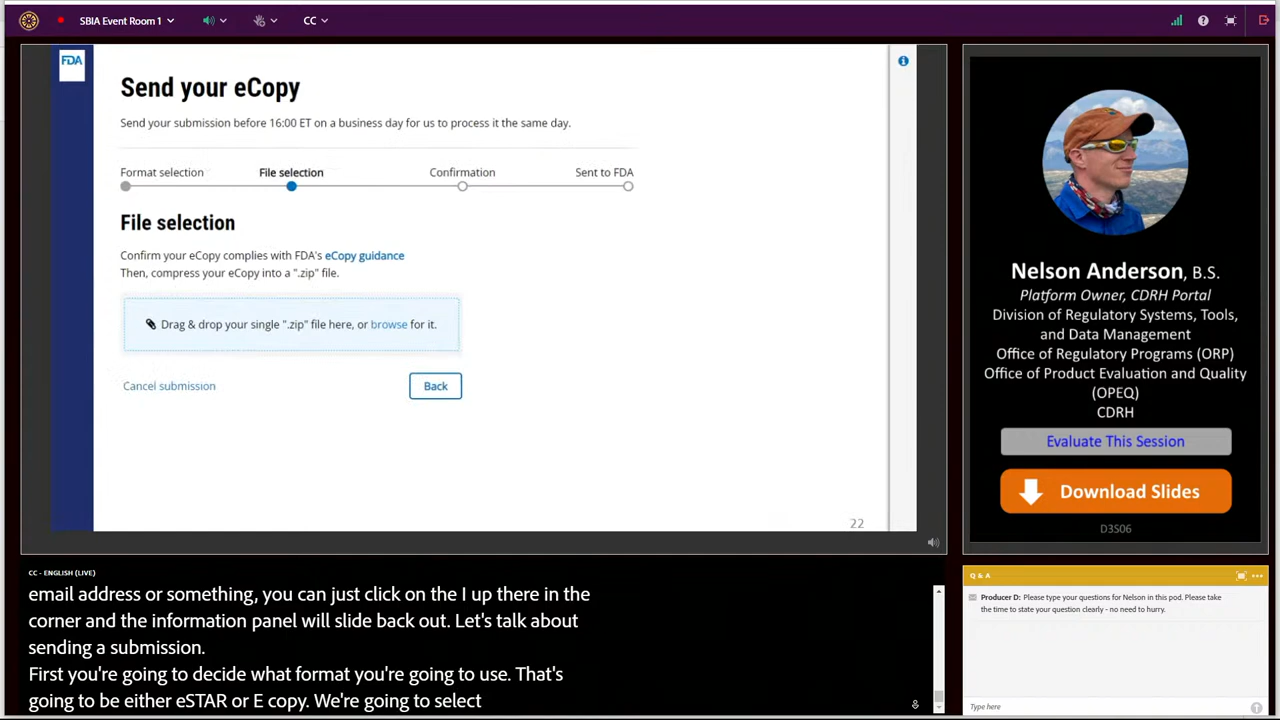 SBIA Event Room 1
CC
FDA
Send your eCopy
Send your submission before 16:00 ET on a business day for us to process it the same day.
Format selection
File selection
Confirmation
Sent to FDA
File selection
Confirm your eCopy complies with FDA's eCopy guidance
Then, compress your eCopy into a ".zip" file.
Drag & drop your single ".zip" file here, or browse for it.
Cancel submission
Back
22
Nelson Anderson, B.S.
Platform Owner, CDRH Portal
Division of Regulatory Systems, Tools,
and Data Management
Office of Regulatory Programs (ORP)
Office of Product Evaluation and Quality
(OPEQ)
CDRH
Evaluate This Session
Download Slides
D3S06
CC - ENGLISH (LIVE)
email address or something, you can just click on the I up there in the
corner and the information panel will slide back out. Let's talk about
sending a submission.
First you're going to decide what format you're going to use. That's
going to be either eSTAR or E copy. We're going to select
Q & A
Producer D: Please type your questions for Nelson in this pod. Please take
the time to state your question clearly - no need to hurry.
Type here